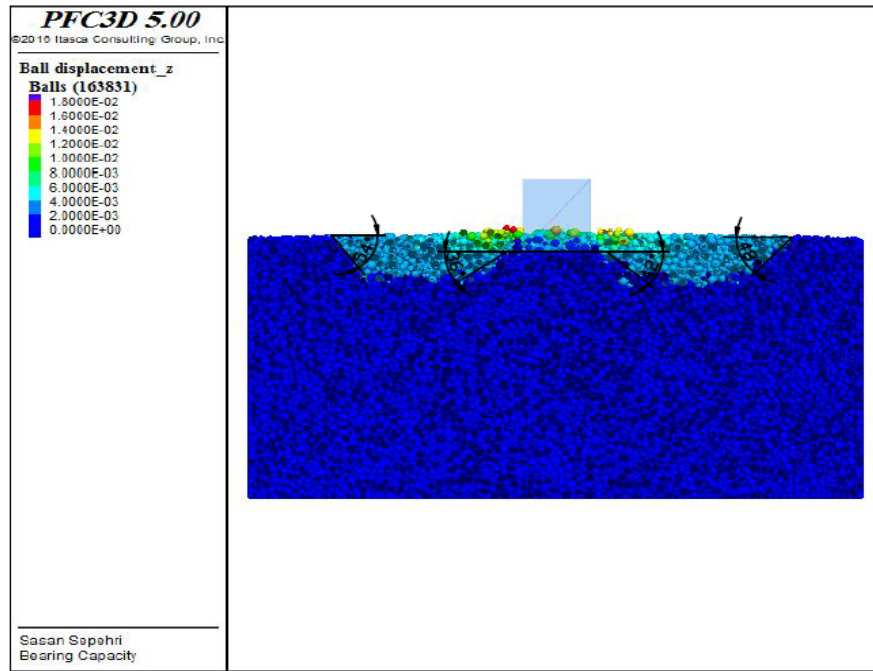 PFC3D 5.00
©2016 Itasca Consulting Group, Inc.
Ball displacement_z
Balls (163831)
1.8000E-02
1.6000E-02
1.4000E-02
1.2000E-02
1.0000E-02
8.0000E-03
6.0000E-03
4.0000E-03
2.0000E-03
0.0000E+00
54°
36°
42°
48°
Sasan Sepehri
Bearing Capacity